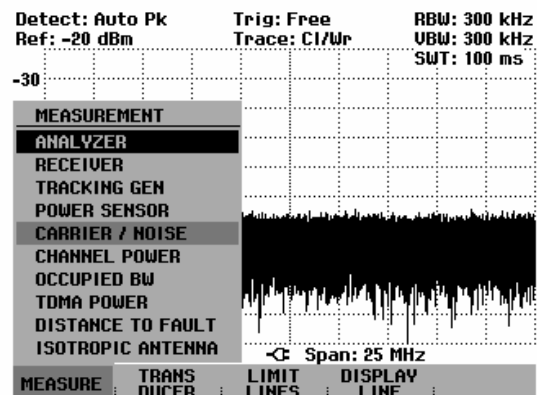 Detect: Auto Pk Trig: Free RBW: 300 kHz
Ref: -20 dBm Trace: Cl/Wr VBW: 300 kHz
SWT: 100 ms
-30
MEASUREMENT
ANALYZER
RECEIVER
TRACKING GEN
POWER SENSOR
CARRIER / NOISE
CHANNEL POWER
OCCUPIED BW
TDMA POWER
DISTANCE TO FAULT
ISOTROPIC ANTENNA
Span: 25 MHz
MEASURE TRANS LIMIT DISPLAY
DUCER LINES LINE